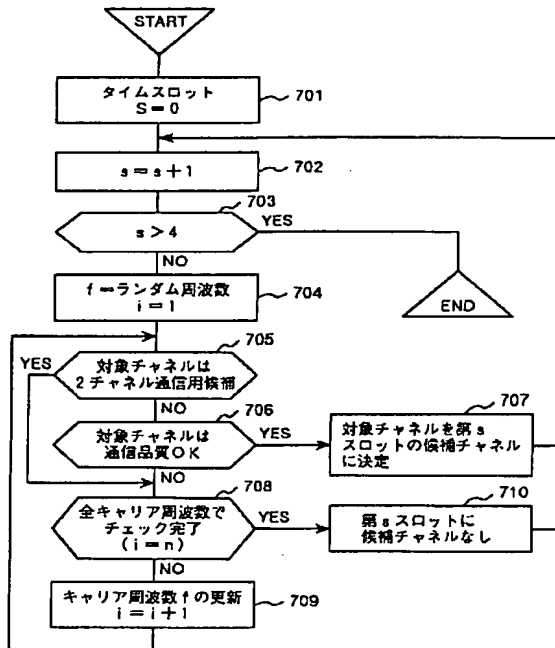 START
タイムスロット
S=0
701
s=s+1
702
703
s>4
YES
NO
f=ランダム周波数
i=1
704
705
YES
対象チャネルは
2チャネル通信用候補
NO
706
対象チャネルは
通信品質OK
YES
NO
707
対象チャネルを第s
スロットの候補チャネル
に決定
708
全キャリア周波数で
チェック完了
(i=n)
YES
NO
710
第sスロットに
候補チャネルなし
キャリア周波数fの更新
i=i+1
709
END